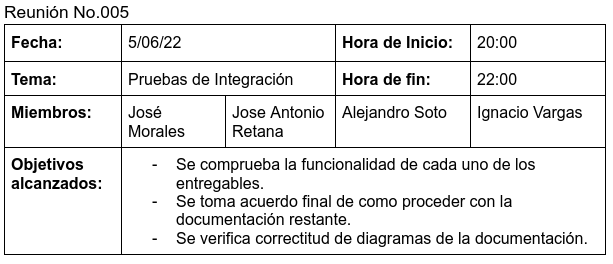 Reunión No.005
Fecha: 5/06/22 Hora de Inicio: 20:00
Tema: Pruebas de Integración Hora de fin: 22:00
Miembros: José Morales Jose Antonio Retana Alejandro Soto Ignacio Vargas
Objetivos alcanzados:
- Se comprueba la funcionalidad de cada uno de los
entregables.
- Se toma acuerdo final de como proceder con la
documentación restante.
- Se verifica correctitud de diagramas de la documentación.